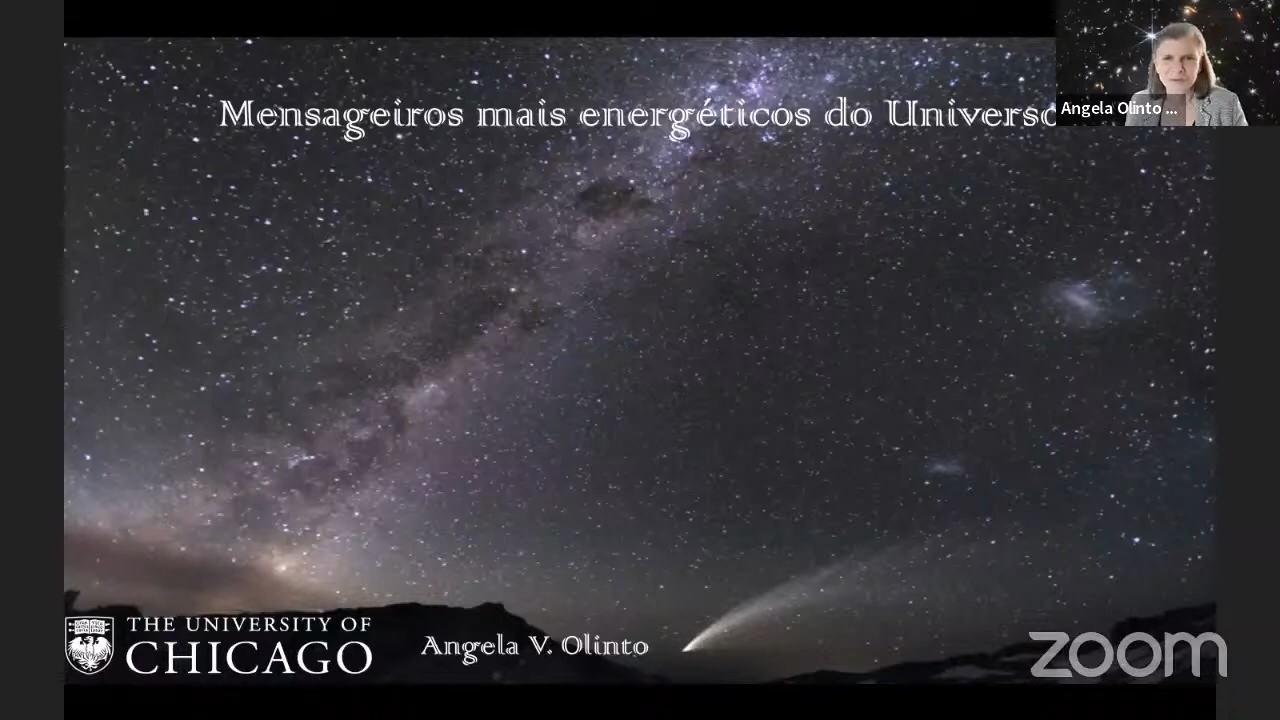 Mensageiros mais energéticos do Universo
Angela Olinto ...
THE UNIVERSITY OF
CHICAGO
Angela V. Olinto
zoom